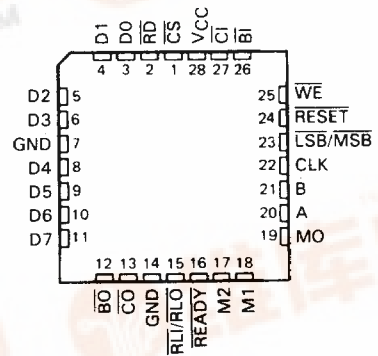 D1 D0 RD CS VCC CI BI
4 3 2 1 28 27 26
D2 5
D3 6
GND 7
D4 8
D5 9
D6 10
D7 11
25 WE
24 RESET
23 LSB/MSB
22 CLK
21 B
20 A
19 MO
12 13 14 15 16 17 18
BO CO GND RLI/RLO READY M2 M1